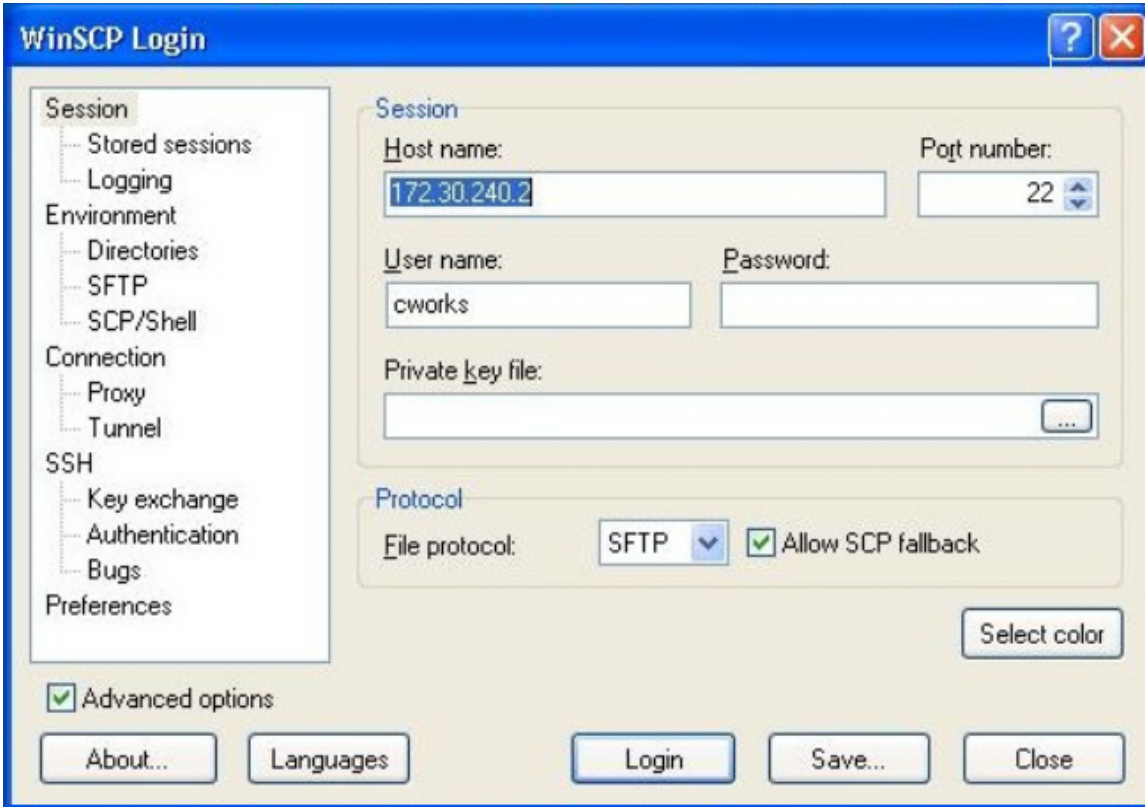 WinSCP Login
?
Session
Stored sessions
Logging
Environment
Directories
SFTP
SCP/Shell
Connection
Proxy
Tunnel
SSH
Key exchange
Authentication
Bugs
Preferences
Session
Host name:
Port number:
172.30.240.2
22
User name:
Password:
cworks
Private key file:
...
Protocol
File protocol:
SFTP
Allow SCP fallback
Select color
Advanced options
About...
Languages
Login
Save...
Close